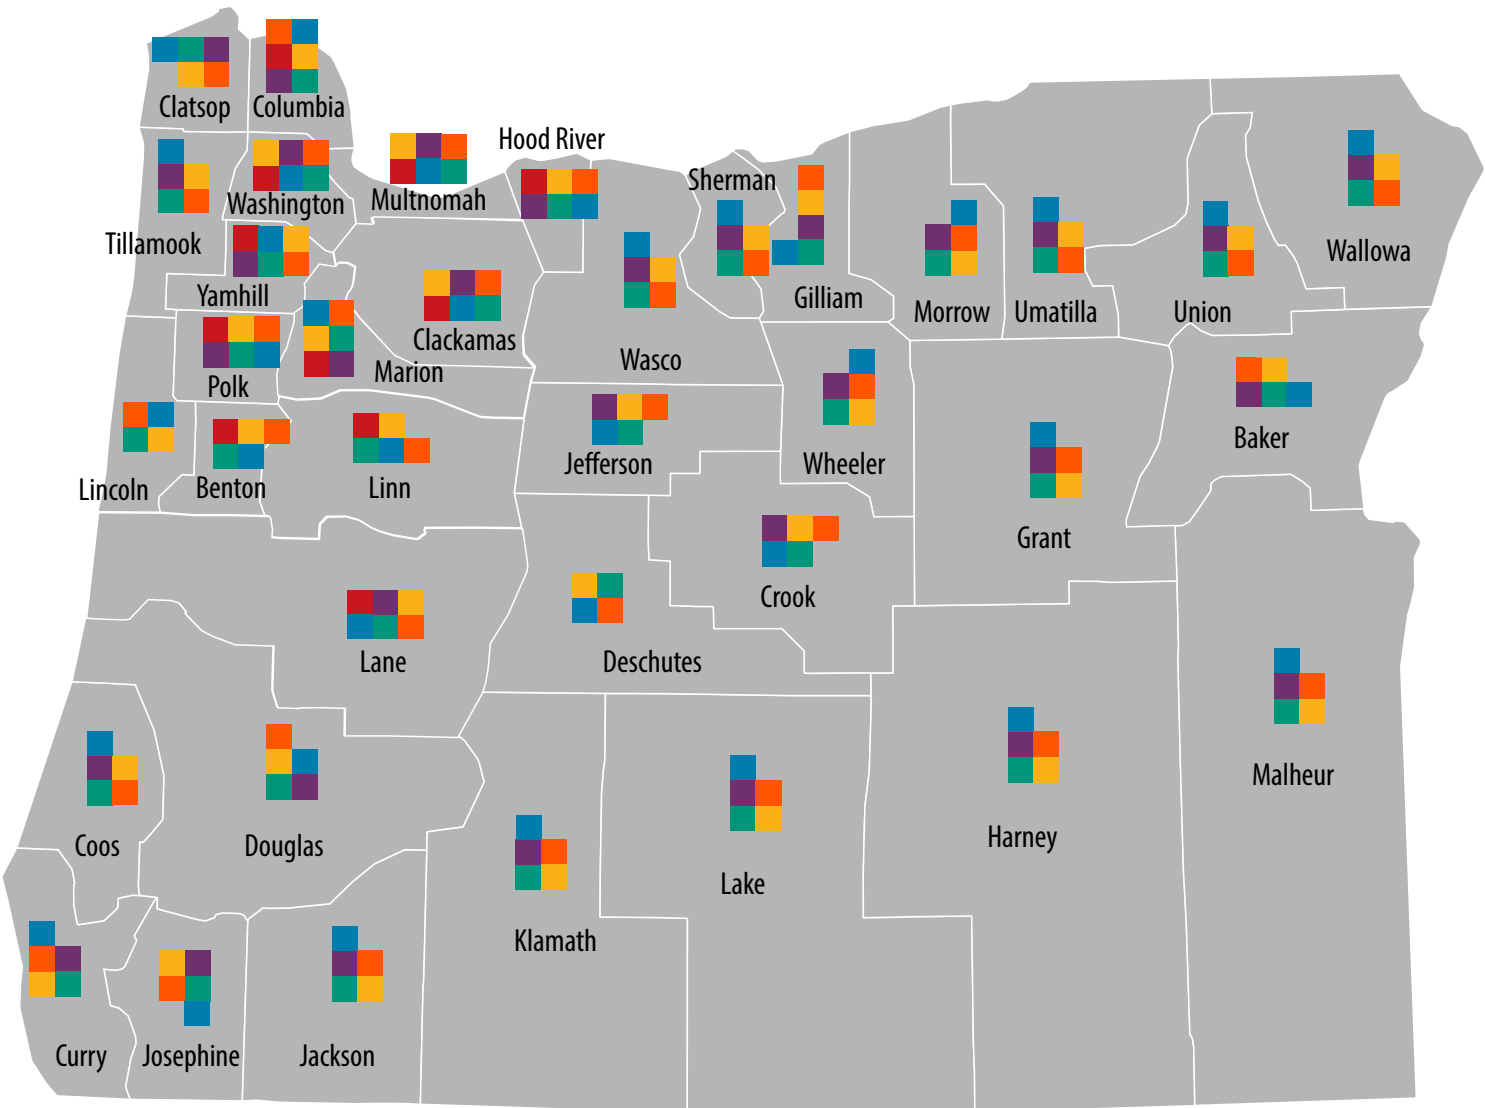 Clatsop
Columbia
Hood River
Washington
Multnomah
Sherman
Tillamook
Wallowa
Yamhill
Gilliam
Morrow
Umatilla
Union
Clackamas
Marion
Wasco
Polk
Baker
Jefferson
Wheeler
Lincoln
Benton
Linn
Grant
Crook
Lane
Deschutes
Malheur
Coos
Douglas
Harney
Lake
Klamath
Curry
Josephine
Jackson